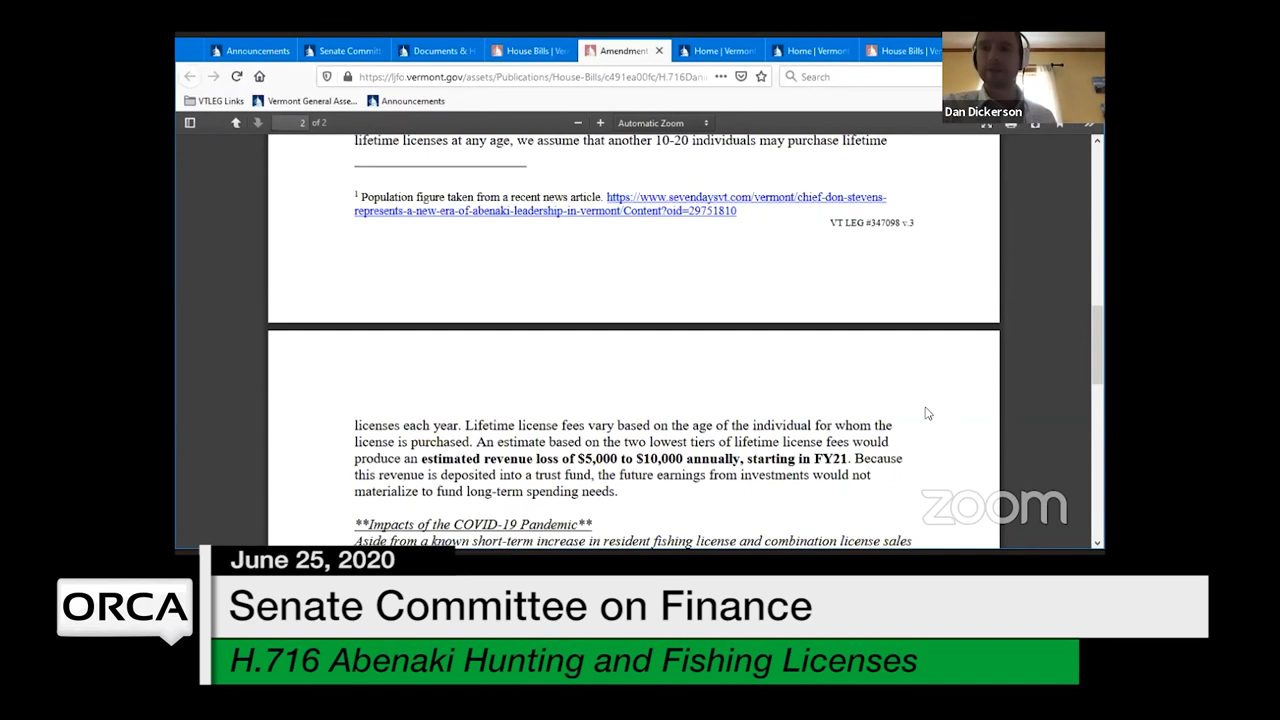 Announcements
Senate Committ
Documents & H
House Bills | Ve
Amendment
Home | Vermont
Home | Vermont
House Bills | Ve
https://ljfo.vermont.gov/assets/Publications/House-Bills/c491ea00fc/H.716Dan
Search
VTLEG Links
Vermont General Asse...
Announcements
Dan Dickerson
2 of 2
Automatic Zoom
lifetime licenses at any age, we assume that another 10-20 individuals may purchase lifetime
1 Population figure taken from a recent news article. https://www.sevendaysvt.com/vermont/chief-don-stevens-
represents-a-new-era-of-abenaki-leadership-in-vermont/Content?oid=29751810
VT LEG #347098 v.3
licenses each year. Lifetime license fees vary based on the age of the individual for whom the
license is purchased. An estimate based on the two lowest tiers of lifetime license fees would
produce an estimated revenue loss of $5,000 to $10,000 annually, starting in FY21. Because
this revenue is deposited into a trust fund, the future earnings from investments would not
materialize to fund long-term spending needs.
**Impacts of the COVID-19 Pandemic**
Aside from a known short-term increase in resident fishing license and combination license sales
zoom
June 25, 2020
ORCA
Senate Committee on Finance
H.716 Abenaki Hunting and Fishing Licenses